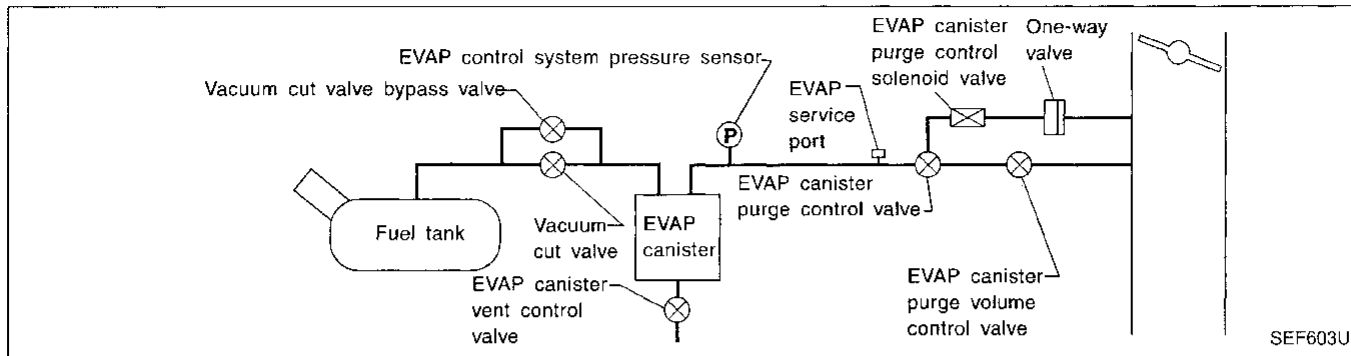 EVAP canister
purge control
solenoid valve
One-way
valve
EVAP control system pressure sensor
Vacuum cut valve bypass valve
EVAP
service
port
P
EVAP canister
purge control valve
Fuel tank
Vacuum
cut valve
EVAP
canister
EVAP canister
vent control
valve
EVAP canister
purge volume
control valve
SEF603U